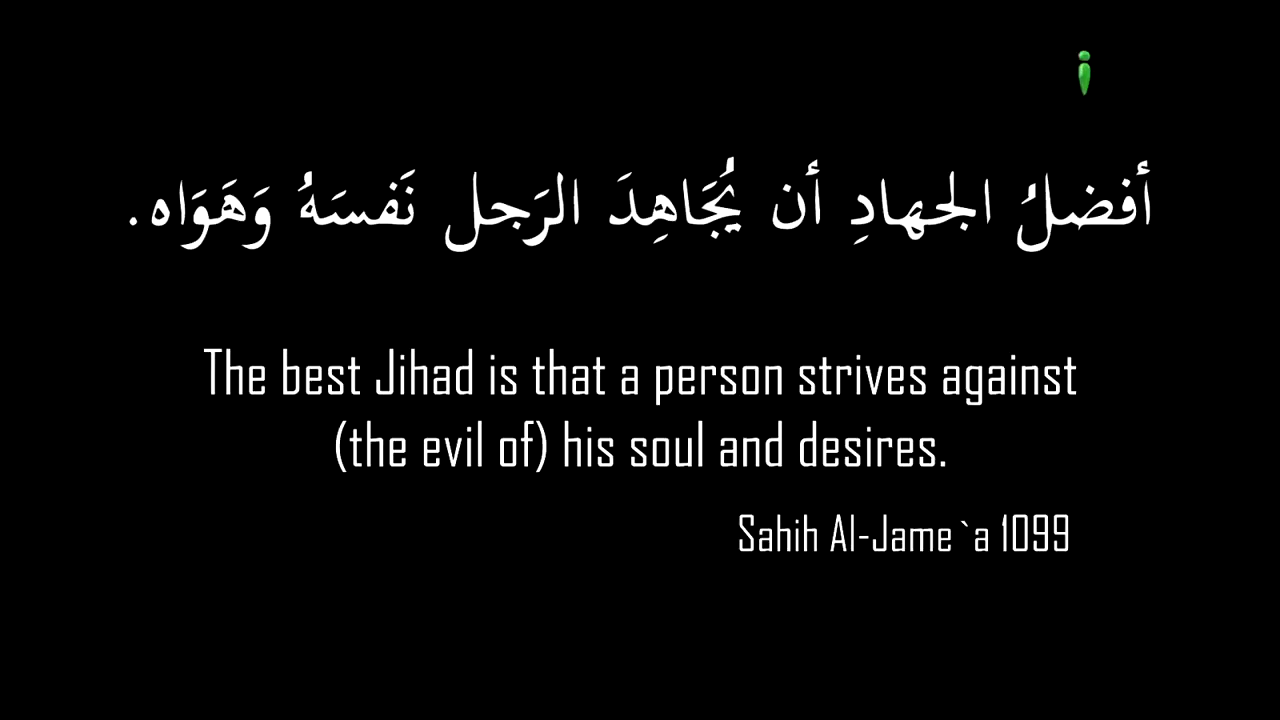 أفضلُ الجهادِ أن يُجَاهِدَ الرَجل نَفسَهُ وَهَوَاه.
The best Jihad is that a person strives against
(the evil of) his soul and desires.
Sahih Al-Jame`a 1099